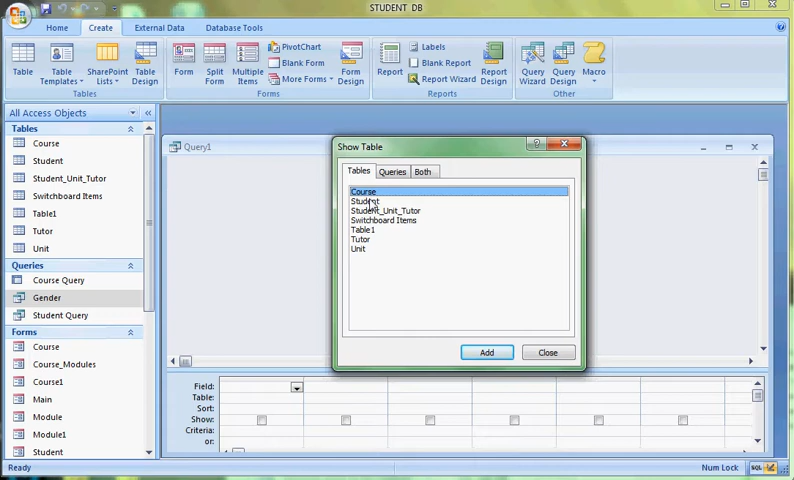 STUDENT_DB
Home Create External Data Database Tools
Table
Table Templates
SharePoint Lists
Table Design
Tables
Form
Split Form
Multiple Items
PivotChart
Blank Form
More Forms
Form Design
Forms
Report
Labels
Blank Report
Report Wizard
Report Design
Reports
Query Wizard
Query Design
Macro
Other
All Access Objects
Tables
Course
Student
Student_Unit_Tutor
Switchboard Items
Table1
Tutor
Unit
Queries
Course Query
Gender
Student Query
Forms
Course
Course_Modules
Course1
Main
Module
Module1
Student
Query1
Show Table
Tables Queries Both
Course
Student
Student_Unit_Tutor
Switchboard Items
Table1
Tutor
Unit
Add Close
Field:
Table:
Sort:
Show:
Criteria:
or:
Ready
Num Lock
SQL